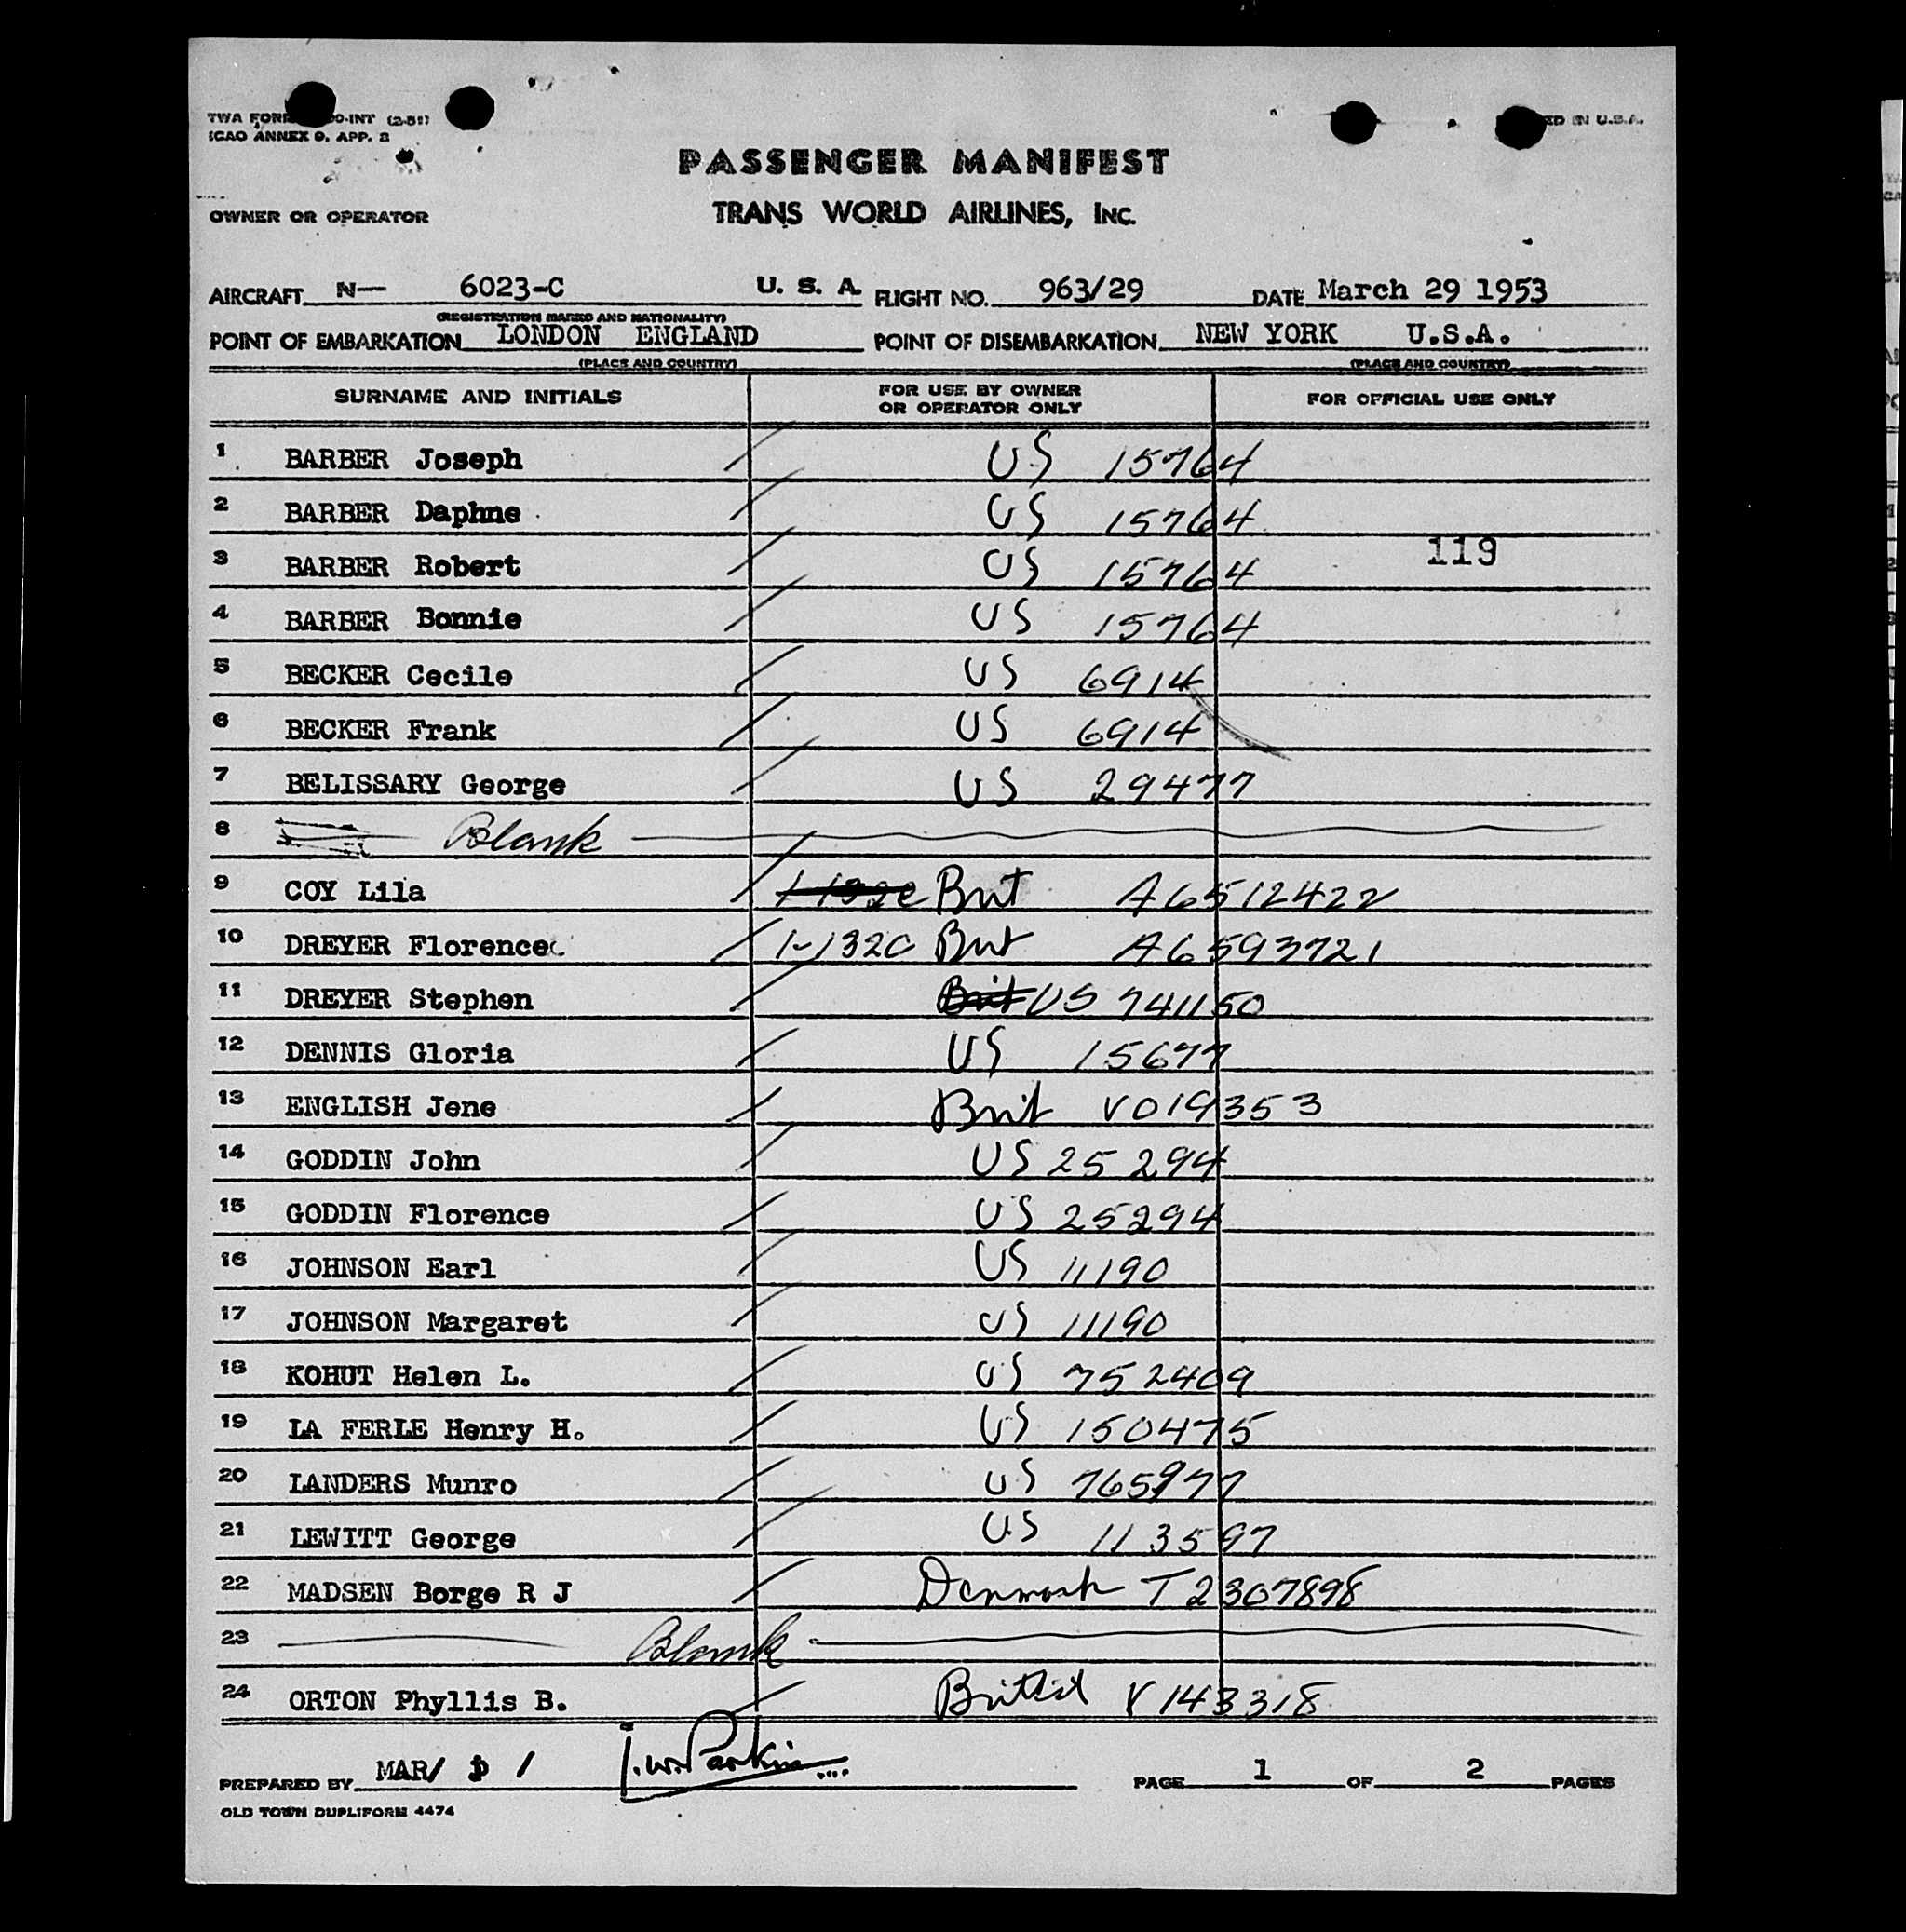 TWA FORM O-INT (2-51)
ICAO ANNEX 9, APP. 2
ED IN U.S.A.
PASSENGER MANIFEST
OWNER OR OPERATOR TRANS WORLD AIRLINES, INC.
AIRCRAFT N— 6023-C U. S. A. FLIGHT NO. 963/29 DATE March 29 1953
(REGISTRATION MARKS AND NATIONALITY)
POINT OF EMBARKATION LONDON ENGLAND POINT OF DISEMBARKATION NEW YORK U.S.A.
(PLACE AND COUNTRY) (PLACE AND COUNTRY)
SURNAME AND INITIALS FOR USE BY OWNER OR OPERATOR ONLY FOR OFFICIAL USE ONLY
1 BARBER Joseph / US 15764
2 BARBER Daphne / US 15764
119
3 BARBER Robert / US 15764
4 BARBER Bonnie / US 15764
5 BECKER Cecile / US 6914
6 BECKER Frank / US 6914
7 BELISSARY George / US 29477
8 Blank
9 COY Lila / Brit A6512422
10 DREYER Florence / 1-132C Brit A6593721
11 DREYER Stephen / Brit US 741150
12 DENNIS Gloria / US 15677
13 ENGLISH Jene / Brit V019353
14 GODDIN John / US 25294
15 GODDIN Florence / US 25294
16 JOHNSON Earl / US 11190
17 JOHNSON Margaret / US 11190
18 KOHUT Helen L. / US 752409
19 LA FERLE Henry H. / US 150475
20 LANDERS Munro / US 765977
21 LEWITT George / US 113597
22 MADSEN Borge R J / Denmark T2307898
23 Blank
24 ORTON Phyllis B. / British V143318
PREPARED BY MAR/ / I.W. Parkin PAGE 1 OF 2 PAGES
OLD TOWN DUPLIFORM 4474